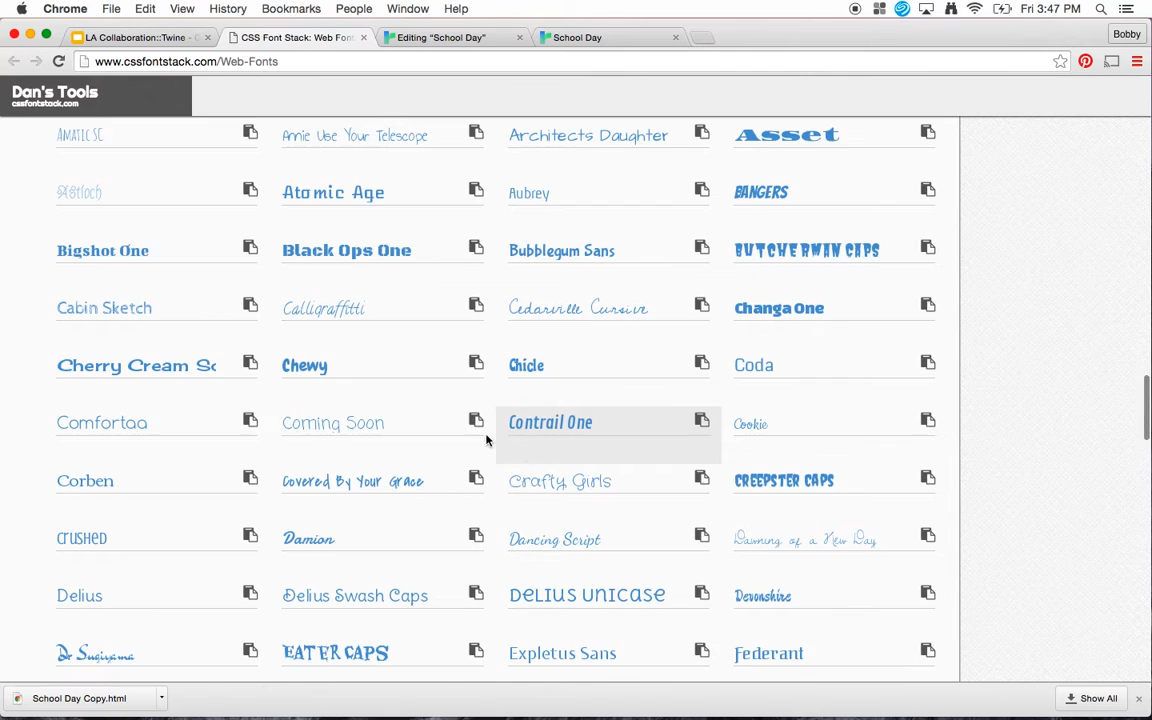 Chrome File Edit View History Bookmarks People Window Help Fri 3:47 PM
LA Collaboration::Twine - G CSS Font Stack: Web Fon Editing "School Day" School Day Bobby
www.cssfontstack.com/Web-Fonts
Dan's Tools
cssfontstack.com
Amatic SC Annie Use Your Telescope Architects Daughter Asset
Atomic Age Aubrey BANGERS
Bigshot One Black Ops One Bubblegum Sans BUTCHERMAN CAPS
Cabin Sketch Calligraffitti Cedarville Cursive Changa One
Cherry Cream So Chewy Chicle Coda
Comfortaa Coming Soon Contrail One Cookie
Corben Covered By Your Grace Crafty Girls CREEPSTER CAPS
Crushed Damion Dancing Script Dawning of a New Day
Delius Delius Swash Caps DELIUS UNICASE Devonshire
Dr Sugiyama EATER CAPS Expletus Sans Federant
School Day Copy.html Show All